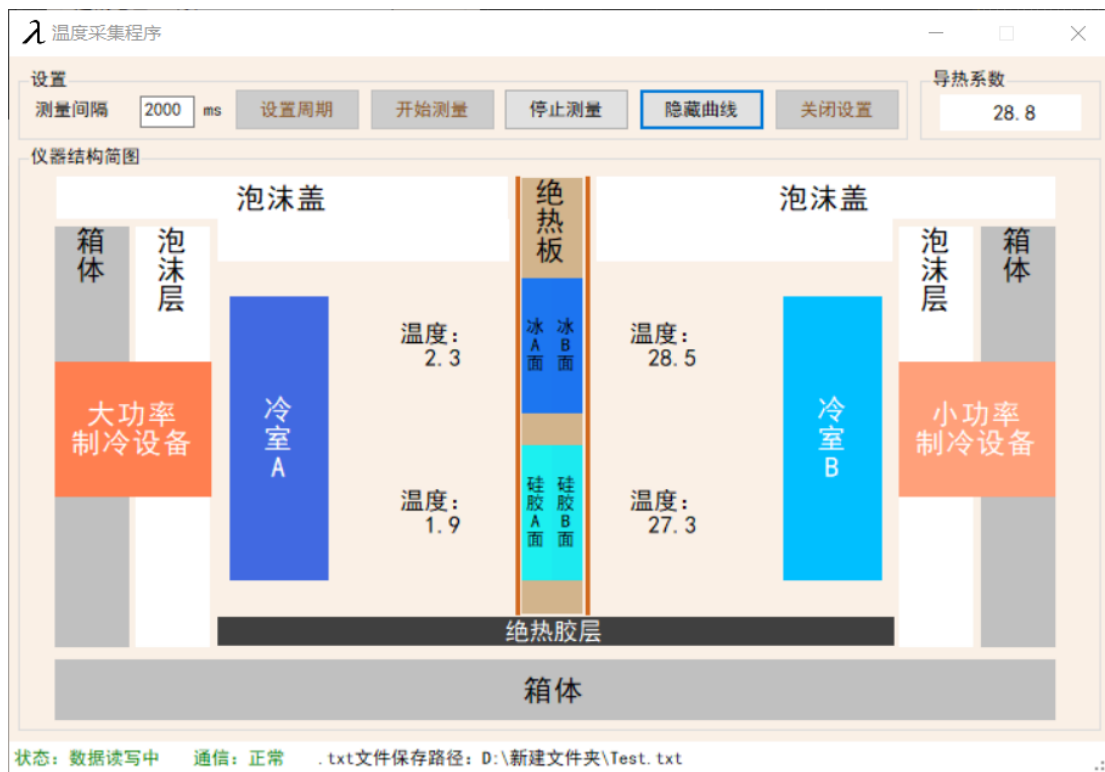 λ 温度采集程序
设置
测量间隔 2000 ms 设置周期 开始测量 停止测量 隐藏曲线 关闭设置
导热系数
28.8
仪器结构简图
泡沫盖
绝热板
泡沫盖
箱体
泡沫层
泡沫层
箱体
温度:
2.3
冰A面
冰B面
温度:
28.5
大功率
制冷设备
冷室A
冷室B
小功率
制冷设备
温度:
1.9
硅胶A面
硅胶B面
温度:
27.3
绝热胶层
箱体
状态: 数据读写中 通信: 正常 .txt文件保存路径: D:\新建文件夹\Test.txt